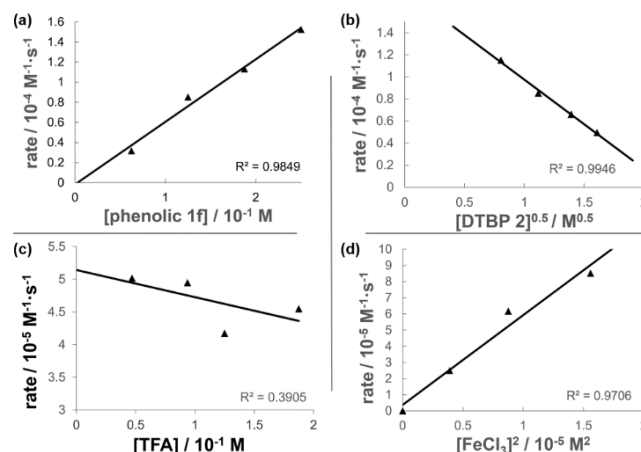 (a)
rate / 10⁻⁴ M⁻¹·s⁻¹
1.6
1.4
1.2
1
0.8
0.6
0.4
0.2
0
0 1 2
R² = 0.9849
[phenolic 1f] / 10⁻¹ M
(b)
rate / 10⁻⁴ M⁻¹·s⁻¹
1.4
1.2
1
0.8
0.6
0.4
0.2
0
0 0.5 1 1.5 2
R² = 0.9946
[DTBP 2]⁰·⁵ / M⁰·⁵
(c)
rate / 10⁻⁵ M⁻¹·s⁻¹
5.5
5
4.5
4
3.5
3
0 0.5 1 1.5 2
R² = 0.3905
[TFA] / 10⁻¹ M
(d)
rate / 10⁻⁵ M⁻¹·s⁻¹
10
9
8
7
6
5
4
3
2
1
0
0 0.5 1 1.5
R² = 0.9706
[FeCl₃]² / 10⁻⁵ M²